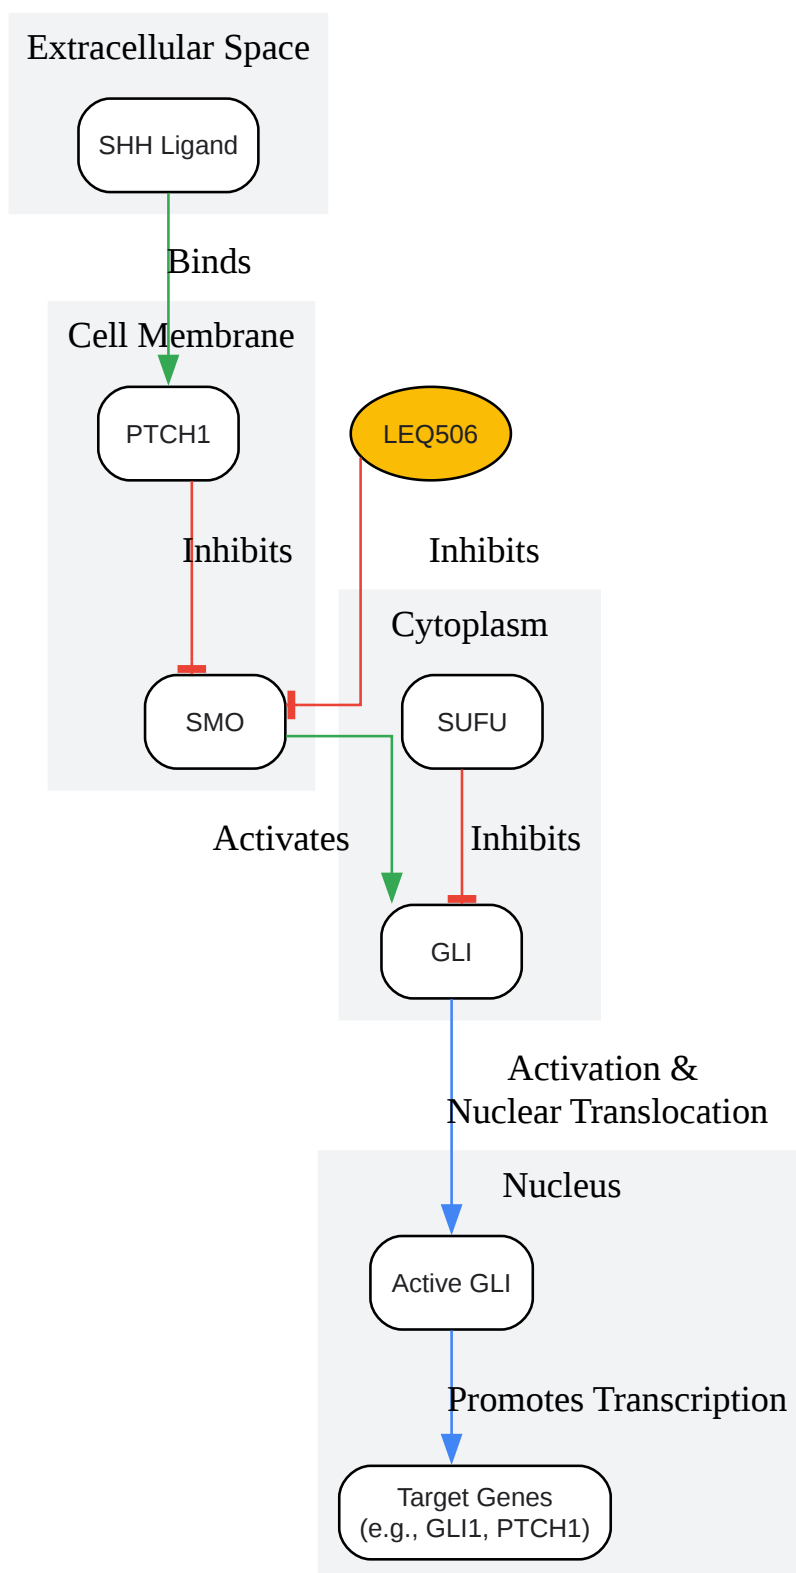 Extracellular Space
SHH Ligand
Binds
Cell Membrane
PTCH1
LEQ506
Inhibits
Inhibits
Cytoplasm
SMO
SUFU
Activates
Inhibits
GLI
Activation &
Nuclear Translocation
Nucleus
Active GLI
Promotes Transcription
Target Genes
(e.g., GLI1, PTCH1)